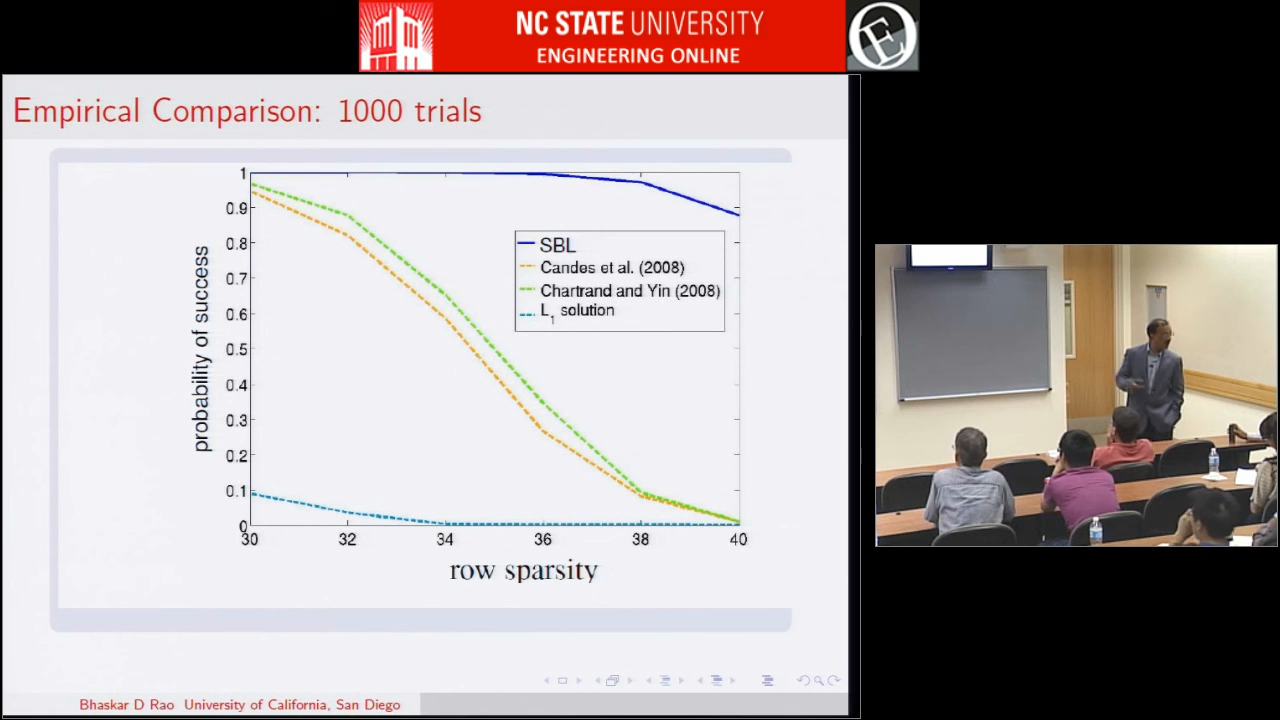 NC STATE UNIVERSITY
ENGINEERING ONLINE
Empirical Comparison: 1000 trials
1
0.9
0.8
0.7
0.6
0.5
0.4
0.3
0.2
0.1
0
probability of success
SBL
Candes et al. (2008)
Chartrand and Yin (2008)
L1 solution
30 32 34 36 38 40
row sparsity
Bhaskar D Rao University of California, San Diego